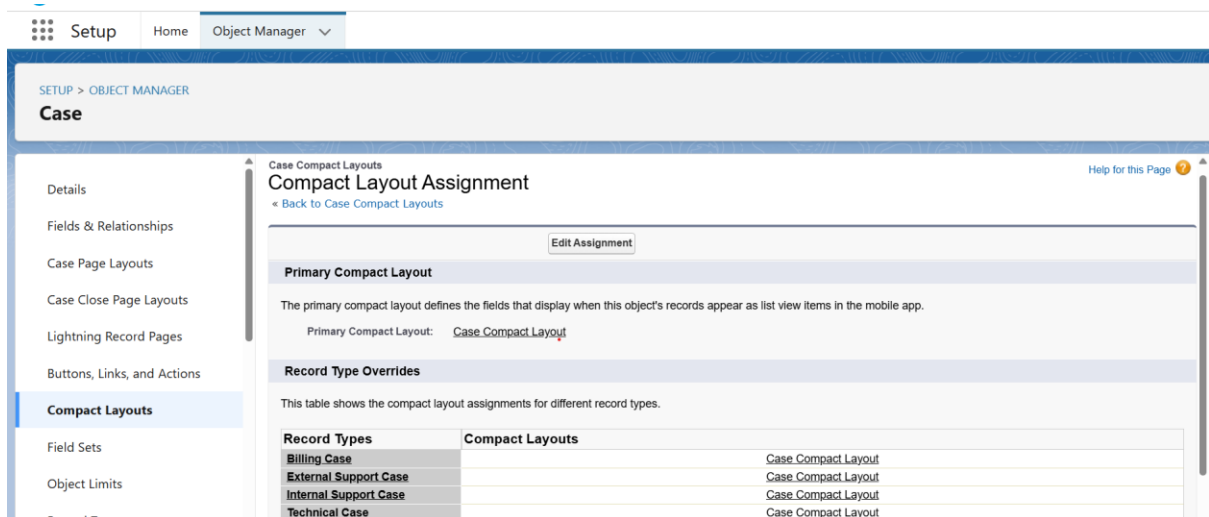 Setup Home Object Manager
SETUP > OBJECT MANAGER
Case
Details
Fields & Relationships
Case Page Layouts
Case Close Page Layouts
Lightning Record Pages
Buttons, Links, and Actions
Compact Layouts
Field Sets
Object Limits
Case Compact Layouts
Compact Layout Assignment
« Back to Case Compact Layouts
Help for this Page ?
Edit Assignment
Primary Compact Layout
The primary compact layout defines the fields that display when this object's records appear as list view items in the mobile app.
Primary Compact Layout: Case Compact Layout
Record Type Overrides
This table shows the compact layout assignments for different record types.
Record Types Compact Layouts
Billing Case Case Compact Layout
External Support Case Case Compact Layout
Internal Support Case Case Compact Layout
Technical Case Case Compact Layout